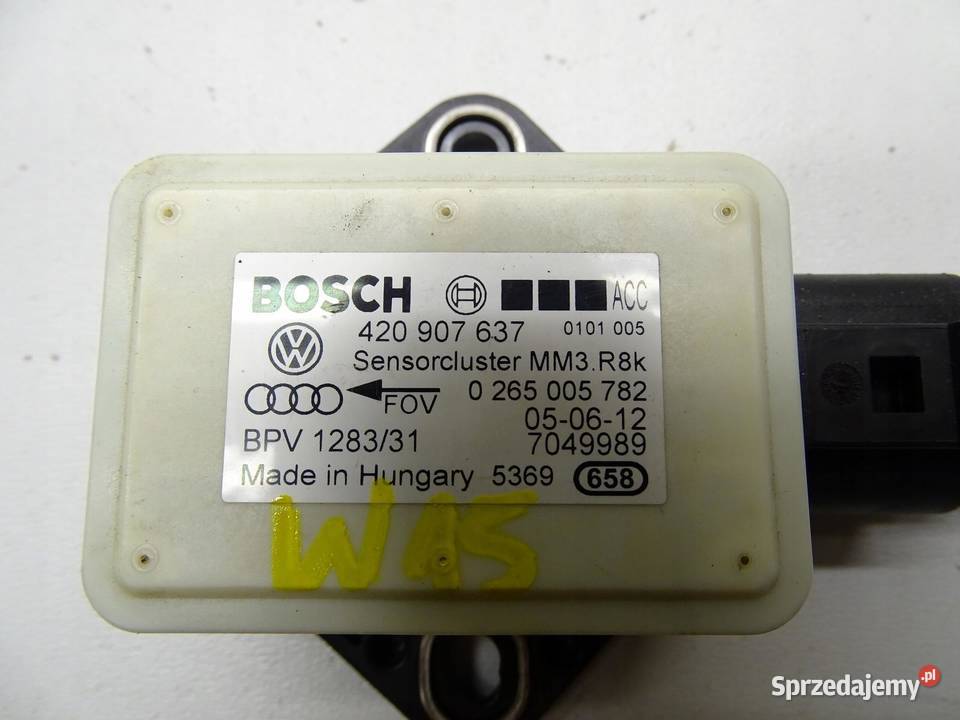 BOSCH ACC
420 907 637 0101 005
Sensorcluster MM3.R8k
FOV 0 265 005 782
05-06-12
BPV 1283/31 7049989
Made in Hungary 5369 658
W15
Sprzedajemy.pl